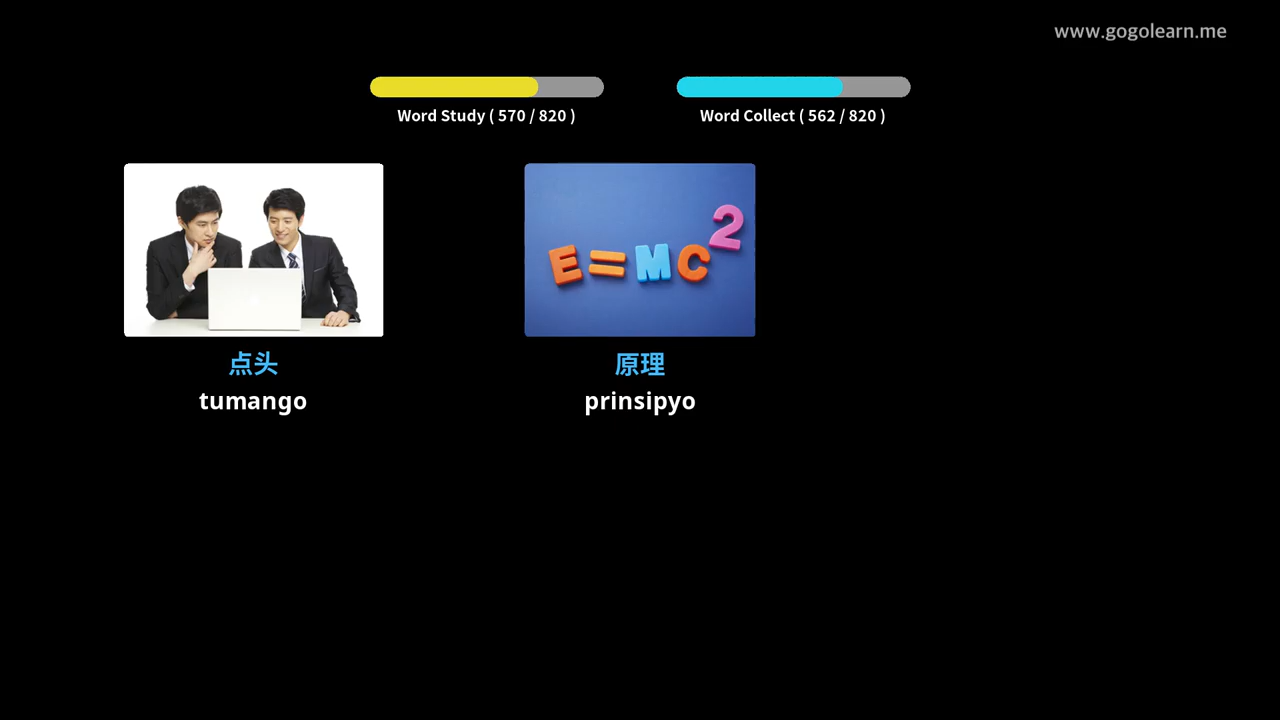 www.gogolearn.me
Word Study ( 570 / 820 )
Word Collect ( 562 / 820 )
E=MC2
点头
tumango
原理
prinsipyo